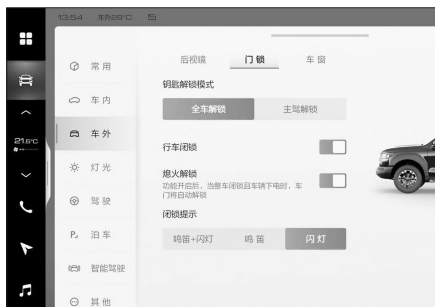 13:54 车外29°C
后视镜 门锁 车窗
常用
钥匙解锁模式
车内
全车解锁 主驾解锁
车外
行车闭锁
21.5°C
灯光
熄火解锁
功能开启后，当整车闭锁且车辆下电时，车
门将自动解锁
驾驶
闭锁提示
泊车
鸣笛+闪灯 鸣笛 闪灯
智能驾驶
其他